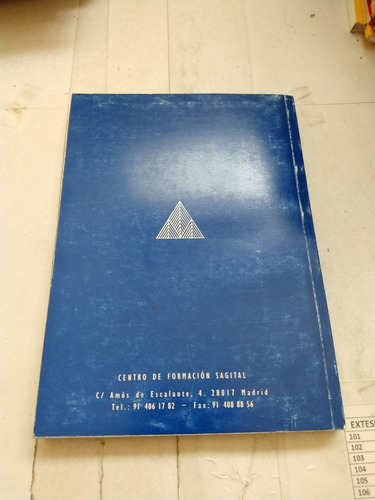 CENTRO DE FORMACIÓN SAGITAL
C/ Amós de Escalante, 4. 28017 Madrid
Tel.: 91 406 17 82 – Fax: 91 408 88 56
EXTES
101
102
103
104
105
106